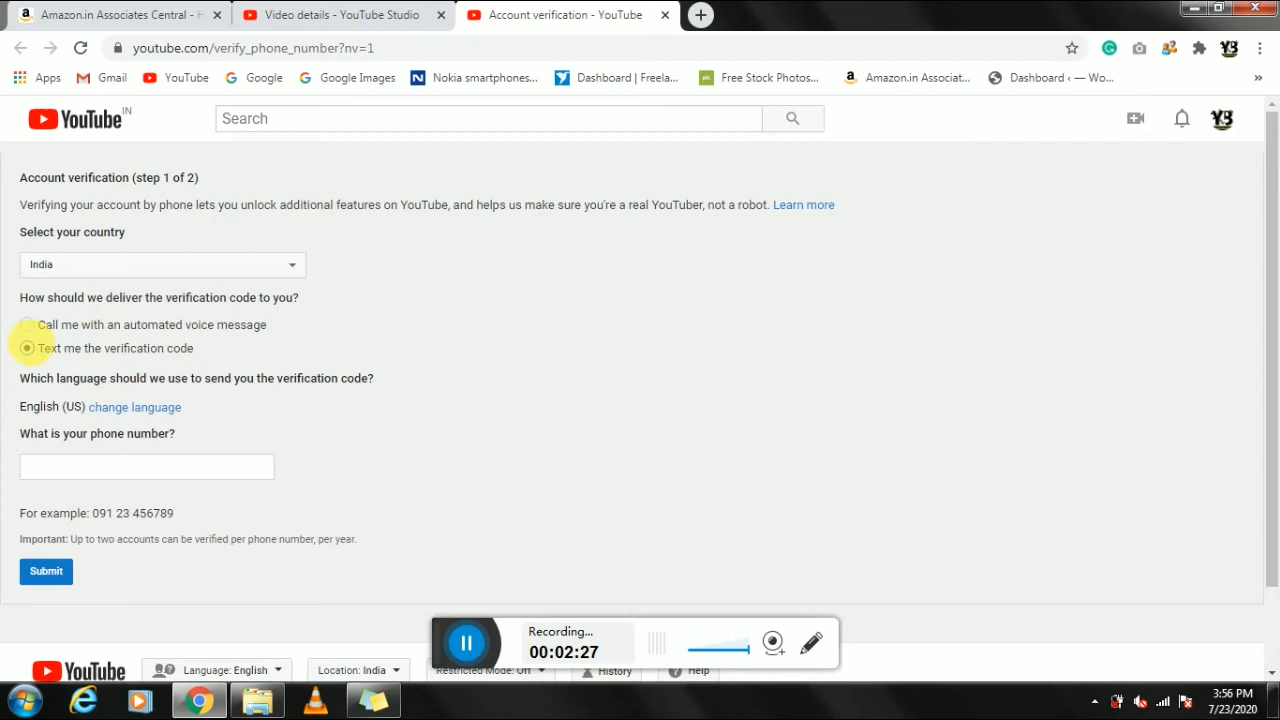 Amazon.in Associates Central - H
Video details - YouTube Studio
Account verification - YouTube
youtube.com/verify_phone_number?nv=1
Apps
Gmail
YouTube
Google
Google Images
Nokia smartphones...
Dashboard | Freela...
Free Stock Photos...
Amazon.in Associat...
Dashboard ‹ — Wo...
YouTube IN
Search
Account verification (step 1 of 2)
Verifying your account by phone lets you unlock additional features on YouTube, and helps us make sure you're a real YouTuber, not a robot. Learn more
Select your country
India
How should we deliver the verification code to you?
Call me with an automated voice message
Text me the verification code
Which language should we use to send you the verification code?
English (US) change language
What is your phone number?
For example: 091 23 456789
Important: Up to two accounts can be verified per phone number, per year.
Submit
Recording...
00:02:27
YouTube
Language: English
Location: India
Restricted Mode: Off
History
Help
3:56 PM
7/23/2020